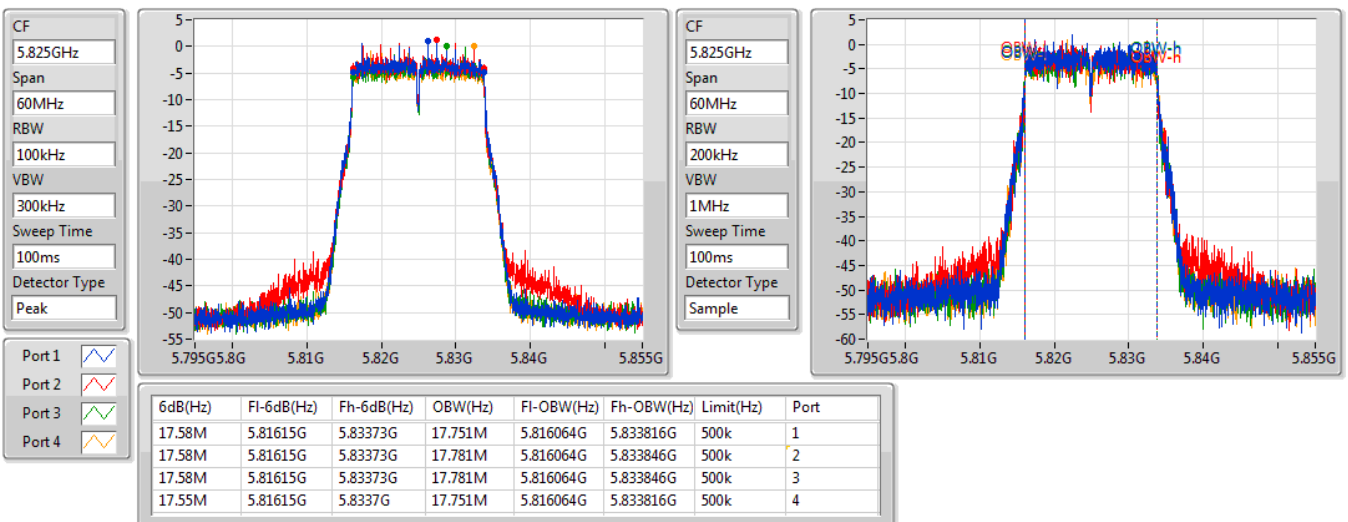 CF
5.825GHz
Span
60MHz
RBW
100kHz
VBW
300kHz
Sweep Time
100ms
Detector Type
Peak
Port 1
Port 2
Port 3
Port 4
5
0
-5
-10
-15
-20
-25
-30
-35
-40
-45
-50
-55
5.795G 5.8G 5.81G 5.82G 5.83G 5.84G 5.855G
CF
5.825GHz
Span
60MHz
RBW
200kHz
VBW
1MHz
Sweep Time
100ms
Detector Type
Sample
5
0
-5
-10
-15
-20
-25
-30
-35
-40
-45
-50
-55
-60
OBW-h
OBW-h
5.795G 5.8G 5.81G 5.82G 5.83G 5.84G 5.855G
6dB(Hz) Fl-6dB(Hz) Fh-6dB(Hz) OBW(Hz) Fl-OBW(Hz) Fh-OBW(Hz) Limit(Hz) Port
17.58M 5.81615G 5.83373G 17.751M 5.816064G 5.833816G 500k 1
17.58M 5.81615G 5.83373G 17.781M 5.816064G 5.833846G 500k 2
17.58M 5.81615G 5.83373G 17.781M 5.816064G 5.833846G 500k 3
17.55M 5.81615G 5.8337G 17.751M 5.816064G 5.833816G 500k 4